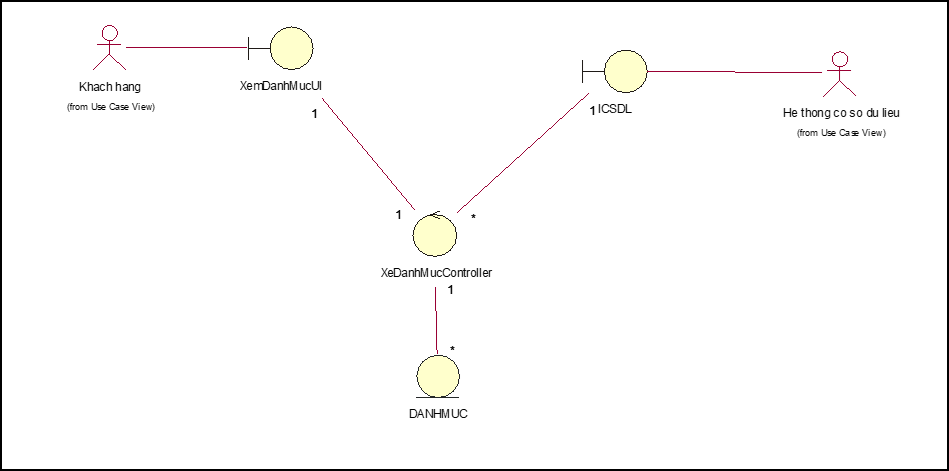 Khach hang
(from Use Case View)
XemDanhMucUI
1
1
ICSDL
He thong co so du lieu
(from Use Case View)
1
*
XeDanhMucController
1
*
DANHMUC